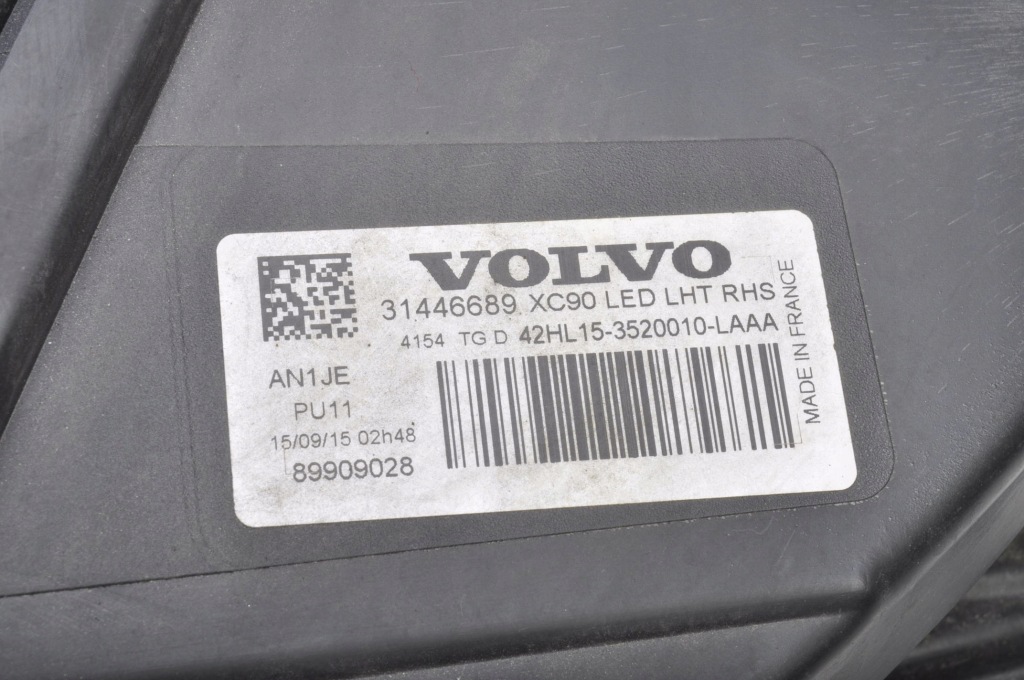 VOLVO
31446689 XC90 LED LHT RHS
4154 TG D 42HL15-3520010-LAAA
AN1JE
PU11
15/09/15 02h48
89909028
MADE IN FRANCE